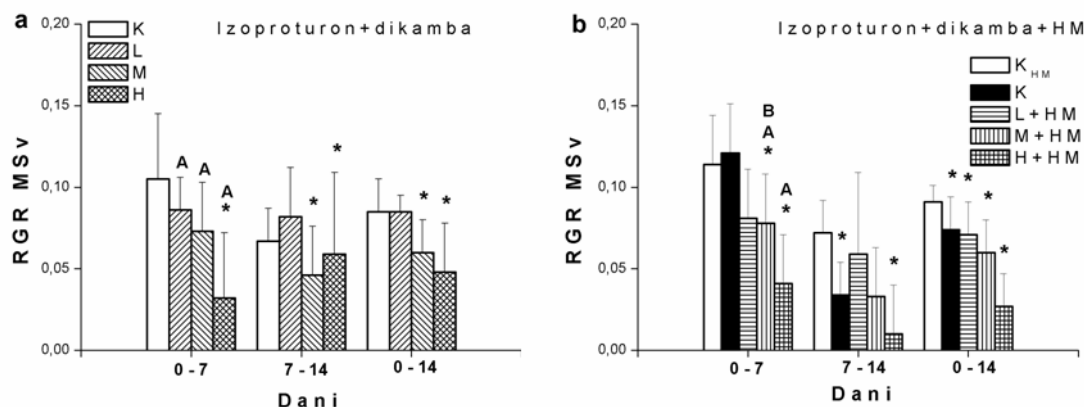 a
Izoproturon+dikamba
K
L
M
H
RGR MSv
0,20
0,15
0,10
0,05
0,00
A
A
A
*
*
*
*
*
0 - 7
7 - 14
0 - 14
Dani
b
Izoproturon+dikamba+HM
K HM
K
L + HM
M + HM
H + HM
RGR MSv
0,20
0,15
0,10
0,05
0,00
B
A
*
A
*
*
*
*
*
*
*
0 - 7
7 - 14
0 - 14
Dani